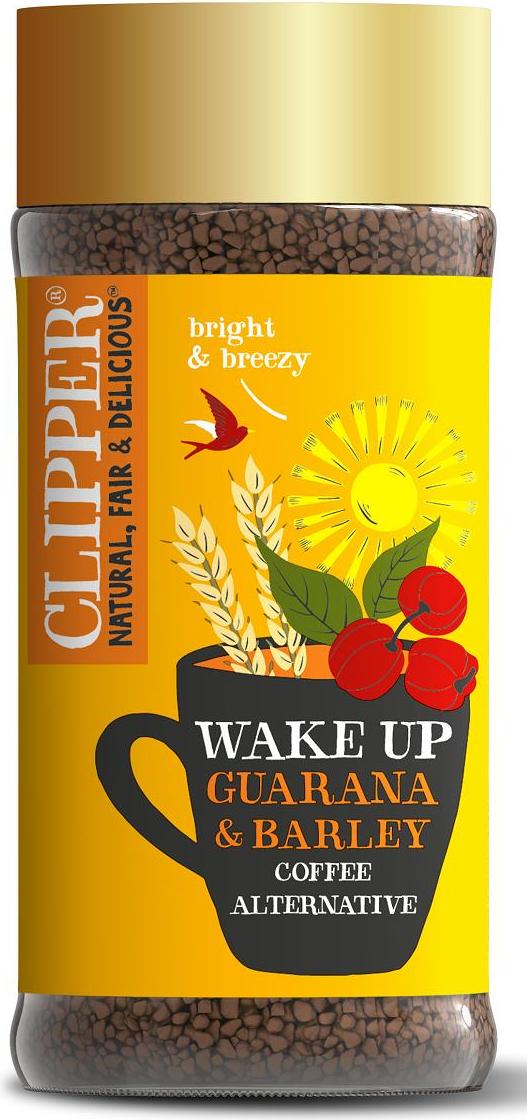 CLIPPER®
NATURAL, FAIR & DELICIOUS™
bright
& breezy
WAKE UP
GUARANA
& BARLEY
COFFEE
ALTERNATIVE